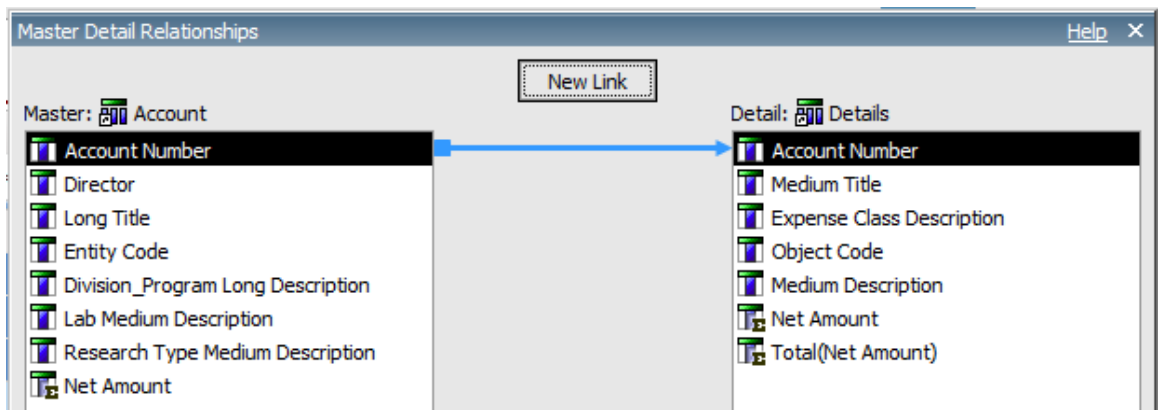 Master Detail Relationships Help ×
New Link
Master: Account
Account Number
Director
Long Title
Entity Code
Division_Program Long Description
Lab Medium Description
Research Type Medium Description
Net Amount
Detail: Details
Account Number
Medium Title
Expense Class Description
Object Code
Medium Description
Net Amount
Total(Net Amount)